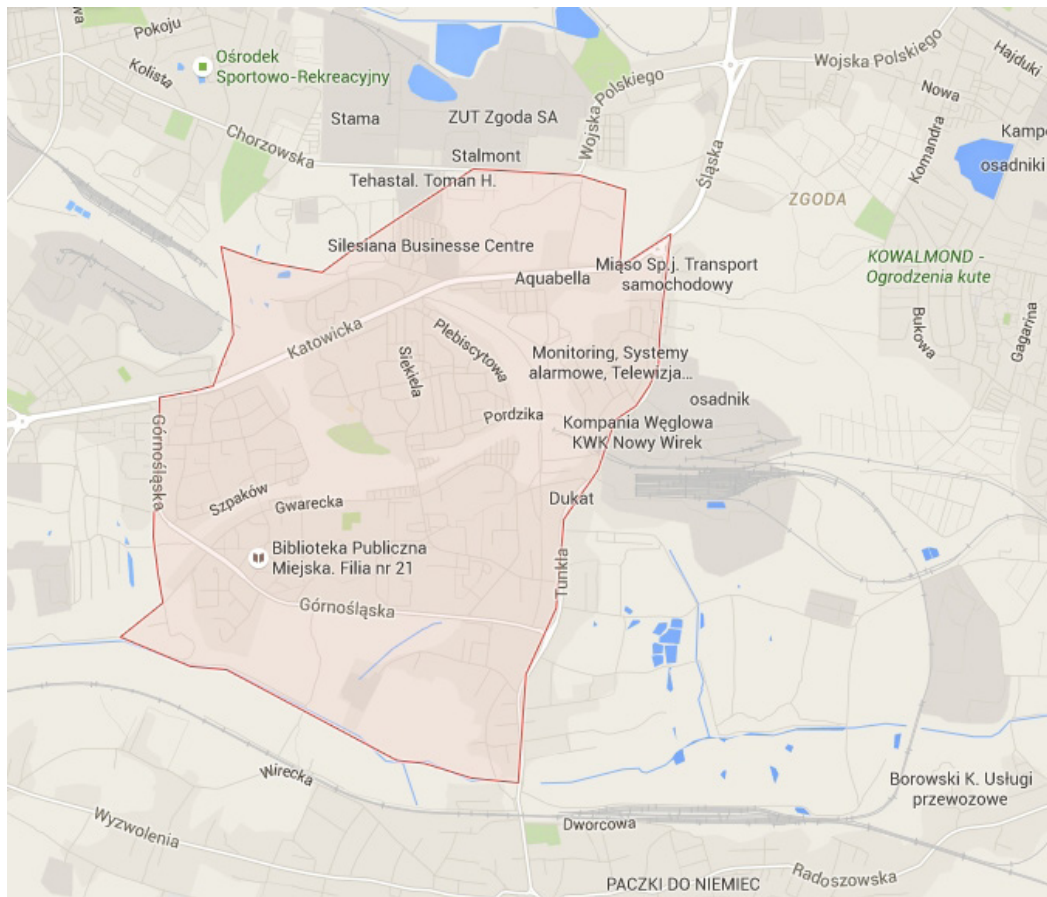 Pokoju
Wojska Polskiego
Hajduki
Ośrodek
Sportowo-Rekreacyjny
Kolista
Nowa
Wojska Polskiego
Stama
ZUT Zgoda SA
Chorzowska
Komandra
osadniki
Stalmont
Śląska
Tehastal. Toman H.
ZGODA
Silesiana Businesse Centre
KOWALMOND -
Ogrodzenia kute
Aquabella
Miąso Sp.j. Transport
samochodowy
Katowicka
Plebiscytowa
Siekiela
Bukowa
Gagarina
Monitoring, Systemy
alarmowe, Telewizja...
osadnik
Pordzika
Kompania Węglowa
KWK Nowy Wirek
Górnośląska
Szpaków
Gwarecka
Dukat
Biblioteka Publiczna
Miejska. Filia nr 21
Tunkla
Górnośląska
Wirecka
Borowski K. Usługi
przewozowe
Wyzwolenia
Dworcowa
Radoszowska
PACZKI DO NIEMIEC